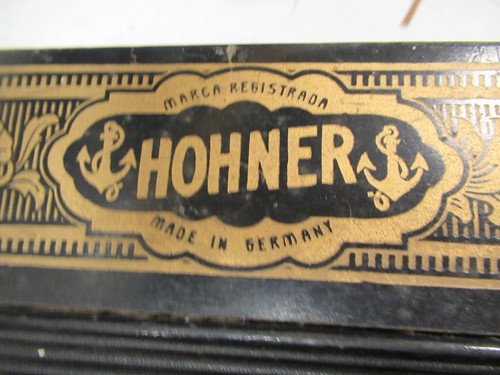 MARCA REGISTRADA
HOHNER
MADE IN GERMANY